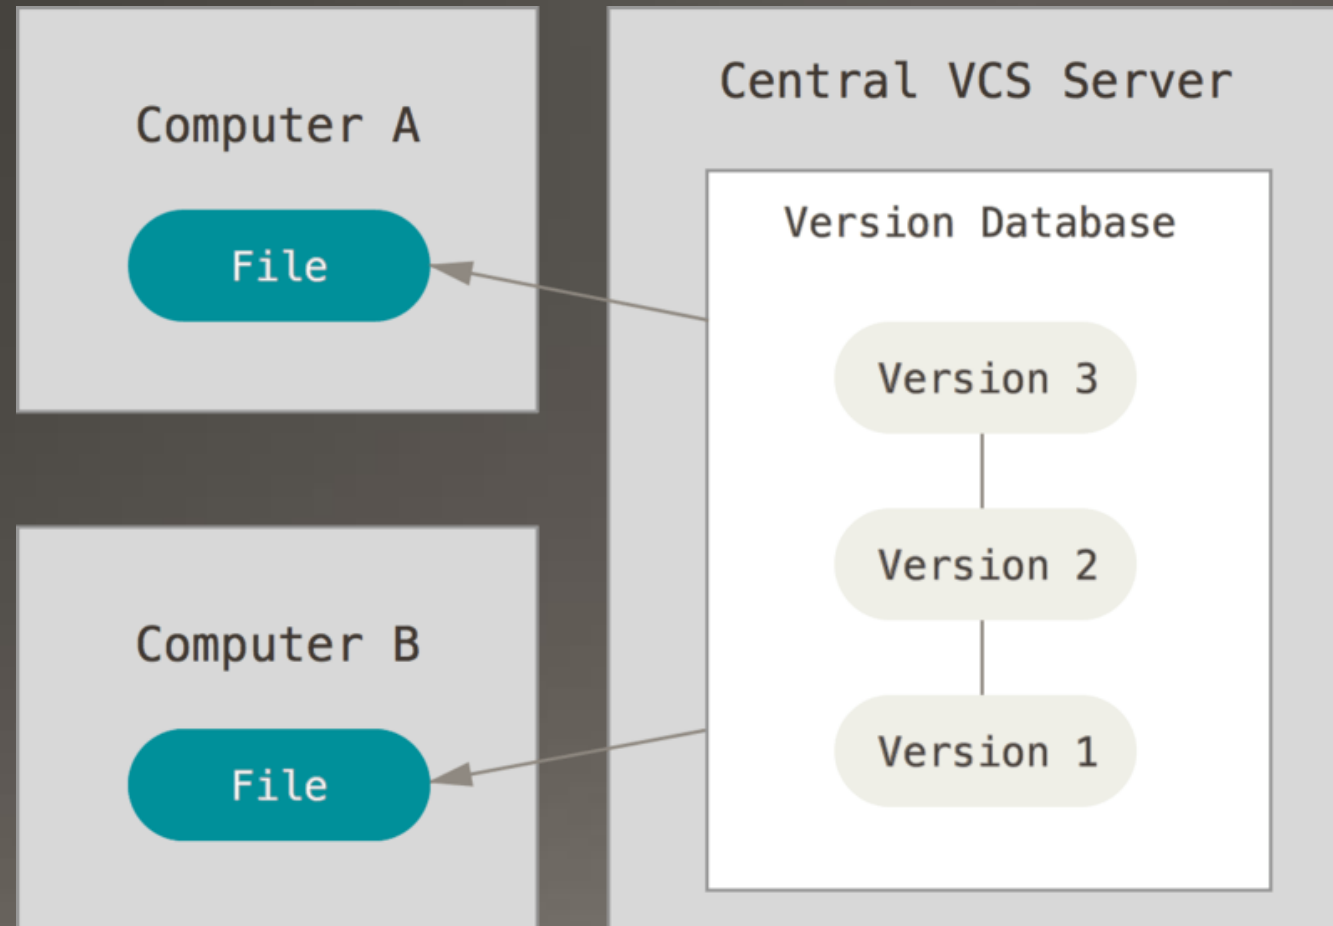 Computer A
File
Computer B
File
Central VCS Server
Version Database
Version 3
Version 2
Version 1